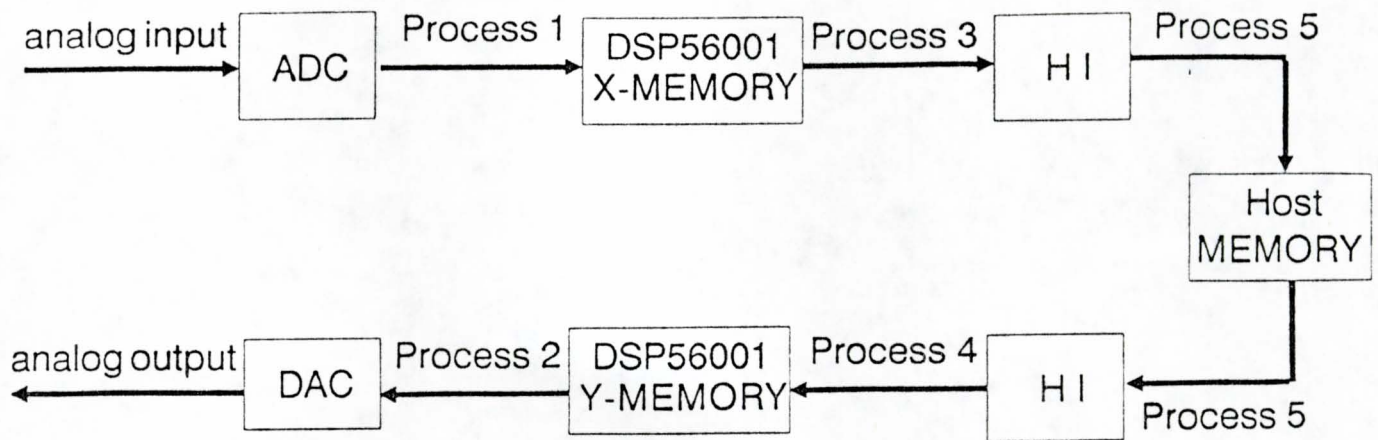 analog input
ADC
Process 1
DSP56001
X-MEMORY
Process 3
H I
Process 5
Host
MEMORY
analog output
DAC
Process 2
DSP56001
Y-MEMORY
Process 4
H I
Process 5